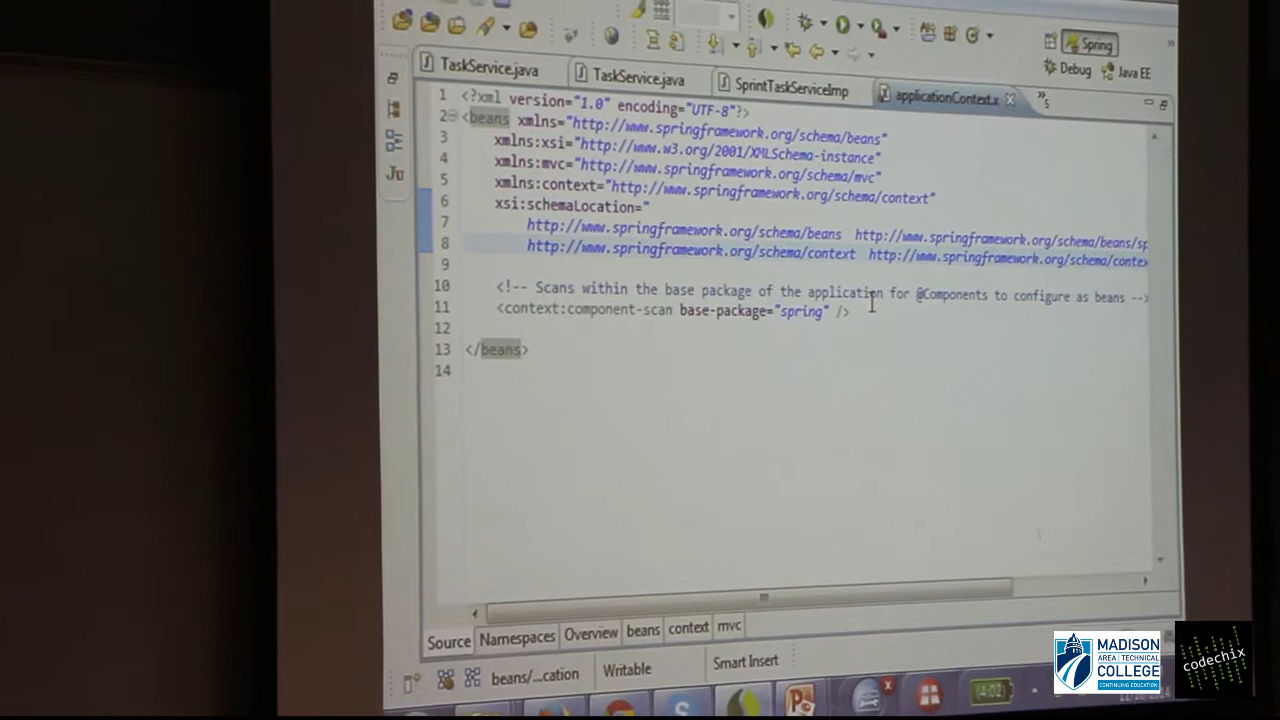 Spring
Debug
Java EE
TaskService.java
TaskService.java
SprintTaskServiceImp
applicationContext.x
5
1 <?xml version="1.0" encoding="UTF-8"?>
2 <beans xmlns="http://www.springframework.org/schema/beans"
3 xmlns:xsi="http://www.w3.org/2001/XMLSchema-instance"
4 xmlns:mvc="http://www.springframework.org/schema/mvc"
5 xmlns:context="http://www.springframework.org/schema/context"
6 xsi:schemaLocation="
7 http://www.springframework.org/schema/beans http://www.springframework.org/schema/beans/sp
8 http://www.springframework.org/schema/context http://www.springframework.org/schema/contex
9
10 <!-- Scans within the base package of the application for @Components to configure as beans -->
11 <context:component-scan base-package="spring" />
12
13 </beans>
14
Ju
Source Namespaces Overview beans context mvc
beans/...cation Writable Smart Insert
4:02
MADISON
AREA TECHNICAL
COLLEGE
CONTINUING EDUCATION
codechix